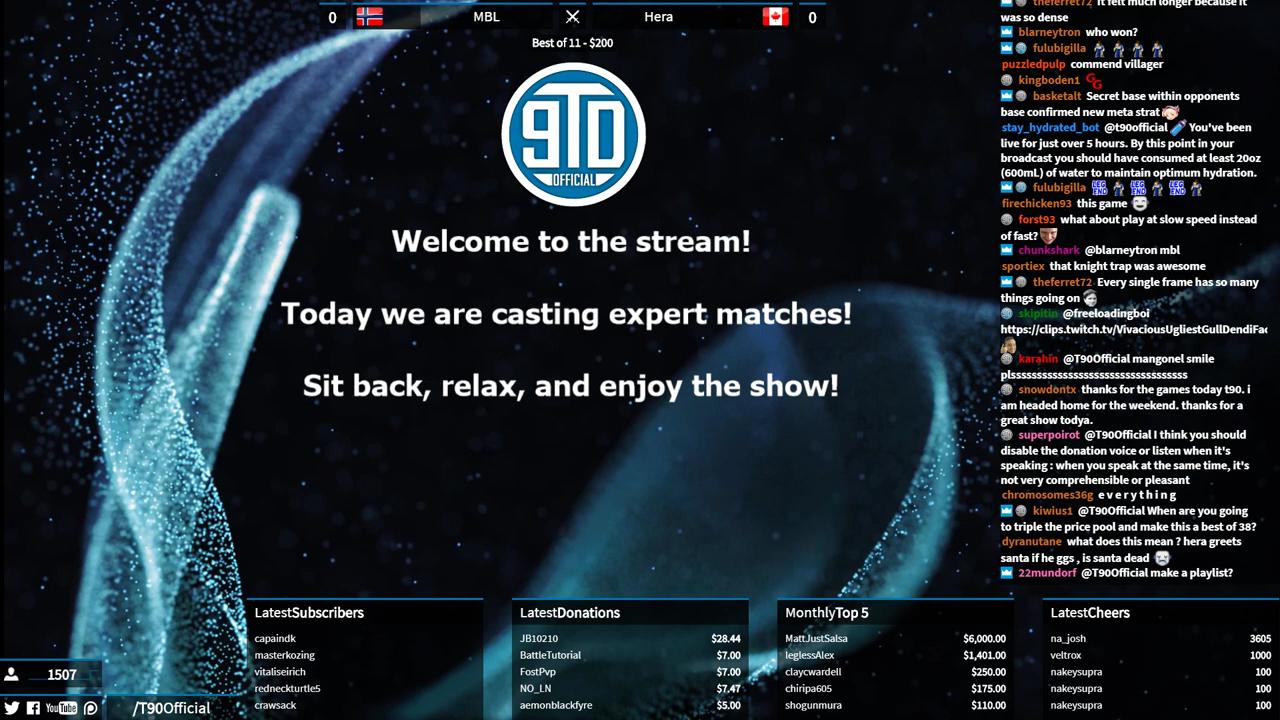 0 MBL Hera 0
Best of 11 - $200
T90
OFFICIAL
Welcome to the stream!
Today we are casting expert matches!
Sit back, relax, and enjoy the show!
theferret72 It felt much longer because it
was so dense
blarneytron who won?
fulubigilla
puzzledpulp commend villager
kingboden1 GG
basketalt Secret base within opponents
base confirmed new meta strat
stay_hydrated_bot @t90official You've been
live for just over 5 hours. By this point in your
broadcast you should have consumed at least 20oz
(600mL) of water to maintain optimum hydration.
fulubigilla LEGEND LEGEND LEGEND
firechicken93 this game
forst93 what about play at slow speed instead
of fast?
chunkshark @blarneytron mbl
sportiex that knight trap was awesome
theferret72 Every single frame has so many
things going on
skipitin @freeloadingboi
https://clips.twitch.tv/VivaciousUgliestGullDendiFac
karahin @T90Official mangonel smile
plsssssssssssssssssssssssssssssssss
snowdontx thanks for the games today t90. i
am headed home for the weekend. thanks for a
great show todya.
superpoirot @T90Official I think you should
disable the donation voice or listen when it's
speaking : when you speak at the same time, it's
not very comprehensible or pleasant
chromosomes36g e v e r y t h i n g
kiwius1 @T90Official When are you going
to triple the price pool and make this a best of 38?
dyranutane what does this mean ? hera greets
santa if he ggs , is santa dead
22mundorf @T90Official make a playlist?
LatestSubscribers
capaindk
masterkozing
vitaliseirich
redneckturtle5
crawsack
LatestDonations
JB10210 $28.44
BattleTutorial $7.00
FostPvp $7.00
NO_LN $7.47
aemonblackfyre $5.00
MonthlyTop 5
MattJustSalsa $6,000.00
leglessAlex $1,401.00
claycwardell $250.00
chiripa605 $175.00
shogunmura $110.00
LatestCheers
na_josh 3605
veltrox 1000
nakeysupra 100
nakeysupra 100
nakeysupra 100
1507
YouTube /T90Official